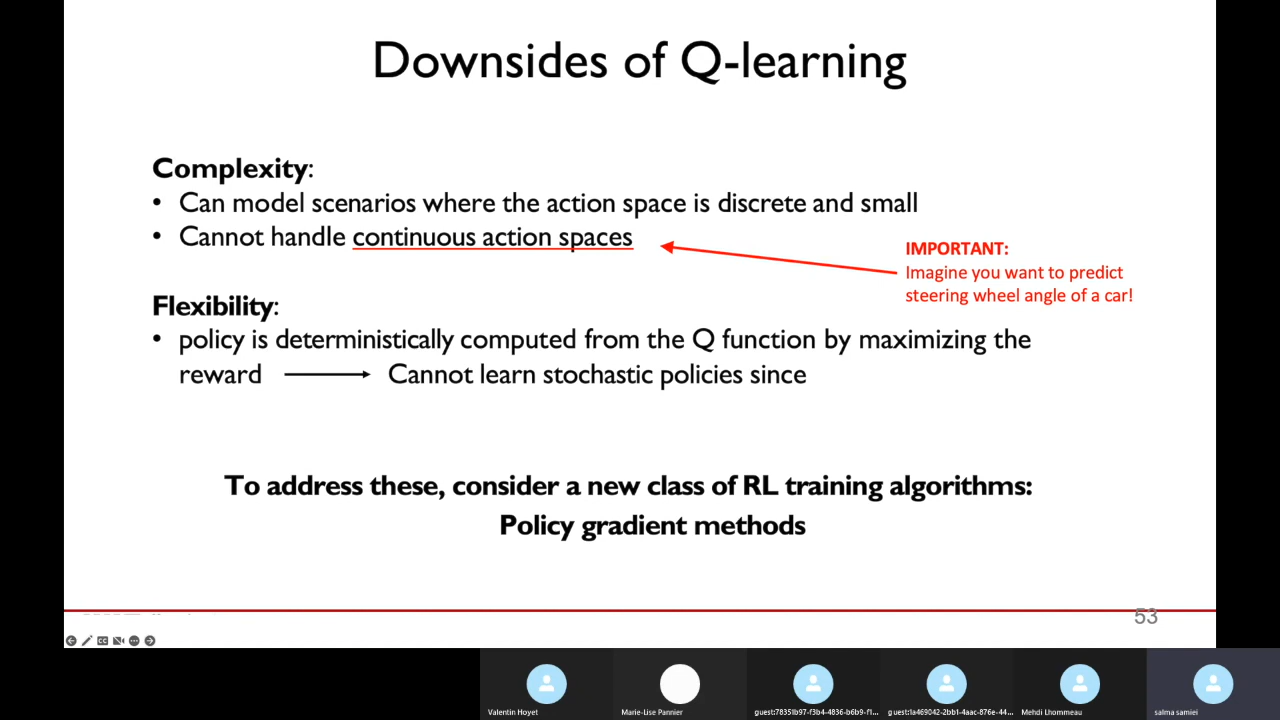 Downsides of Q-learning
Complexity:
• Can model scenarios where the action space is discrete and small
• Cannot handle continuous action spaces
IMPORTANT:
Imagine you want to predict
steering wheel angle of a car!
Flexibility:
• policy is deterministically computed from the Q function by maximizing the
reward Cannot learn stochastic policies since
To address these, consider a new class of RL training algorithms:
Policy gradient methods
53
Valentin Hoyet
Marie-Lise Pannier
guest:78351b97-f3b4-4836-b6b9-f1...
guest:1a469042-2bb1-4aac-876e-44...
Mehdi Lhommeau
salma samiei